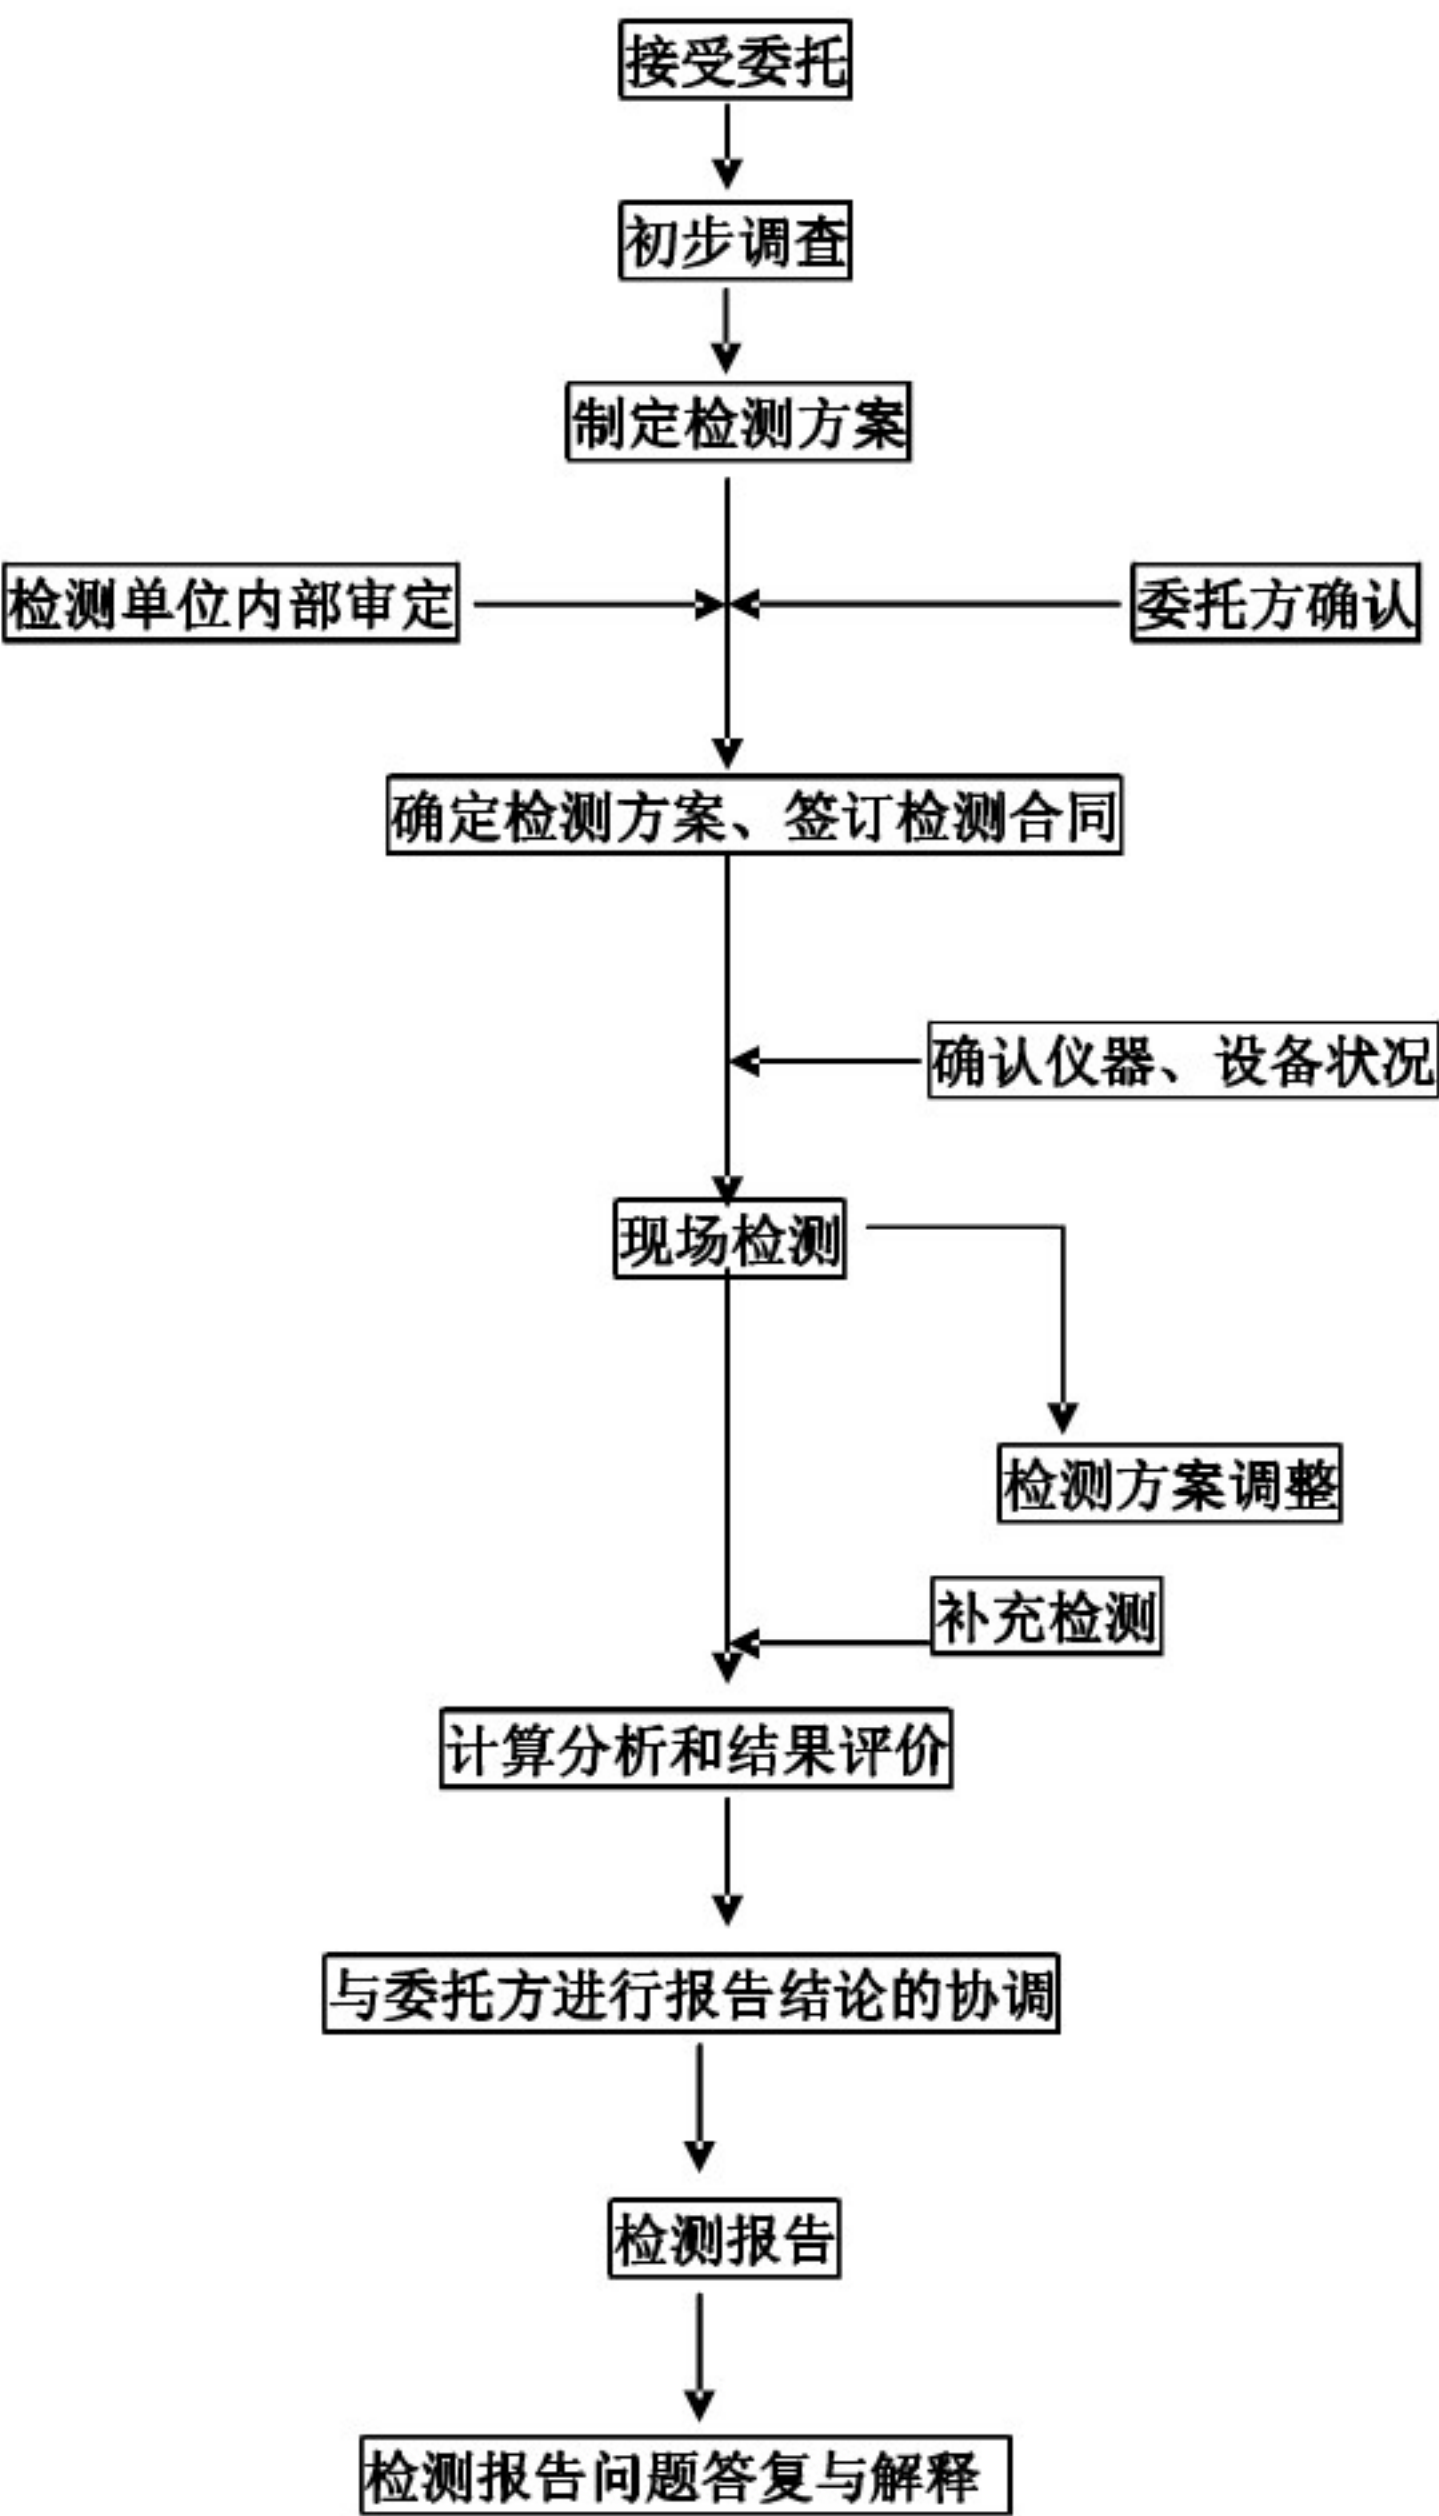 接受委托
初步调查
制定检测方案
检测单位内部审定
委托方确认
确定检测方案、签订检测合同
确认仪器、设备状况
现场检测
检测方案调整
补充检测
计算分析和结果评价
与委托方进行报告结论的协调
检测报告
检测报告问题答复与解释